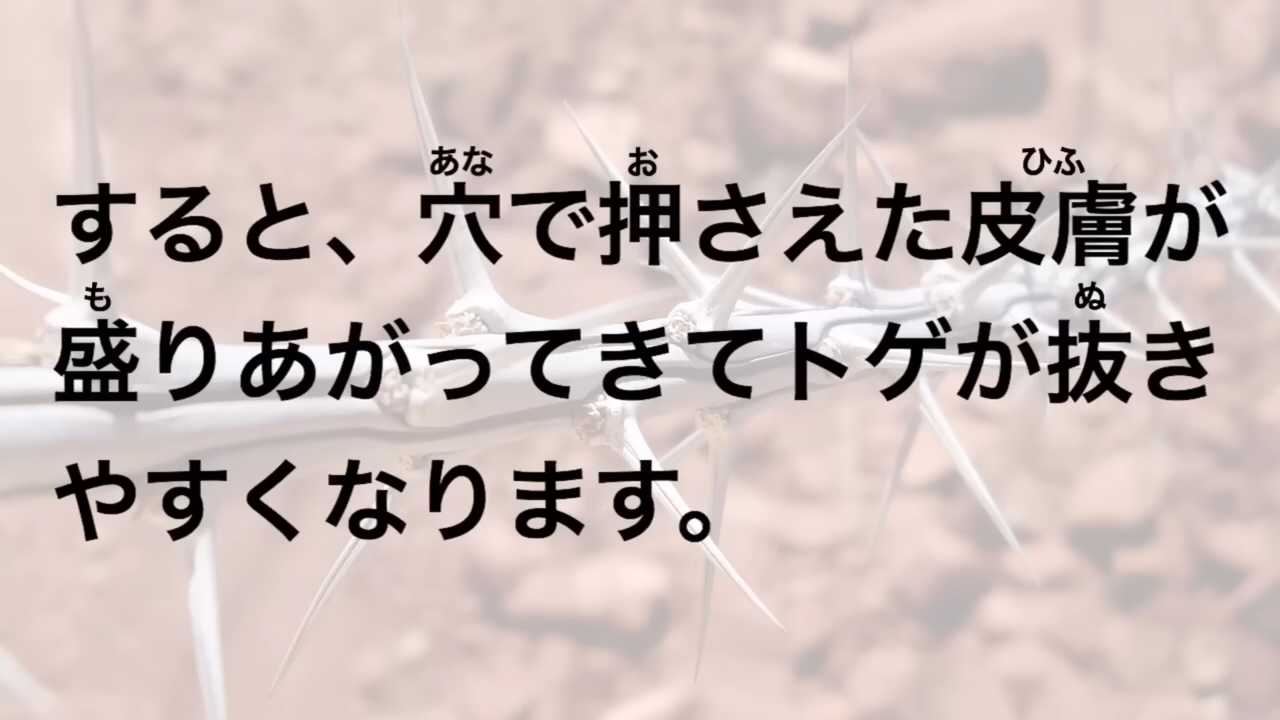 すると、穴で押さえた皮膚が
盛りあがってきてトゲが抜き
やすくなります。